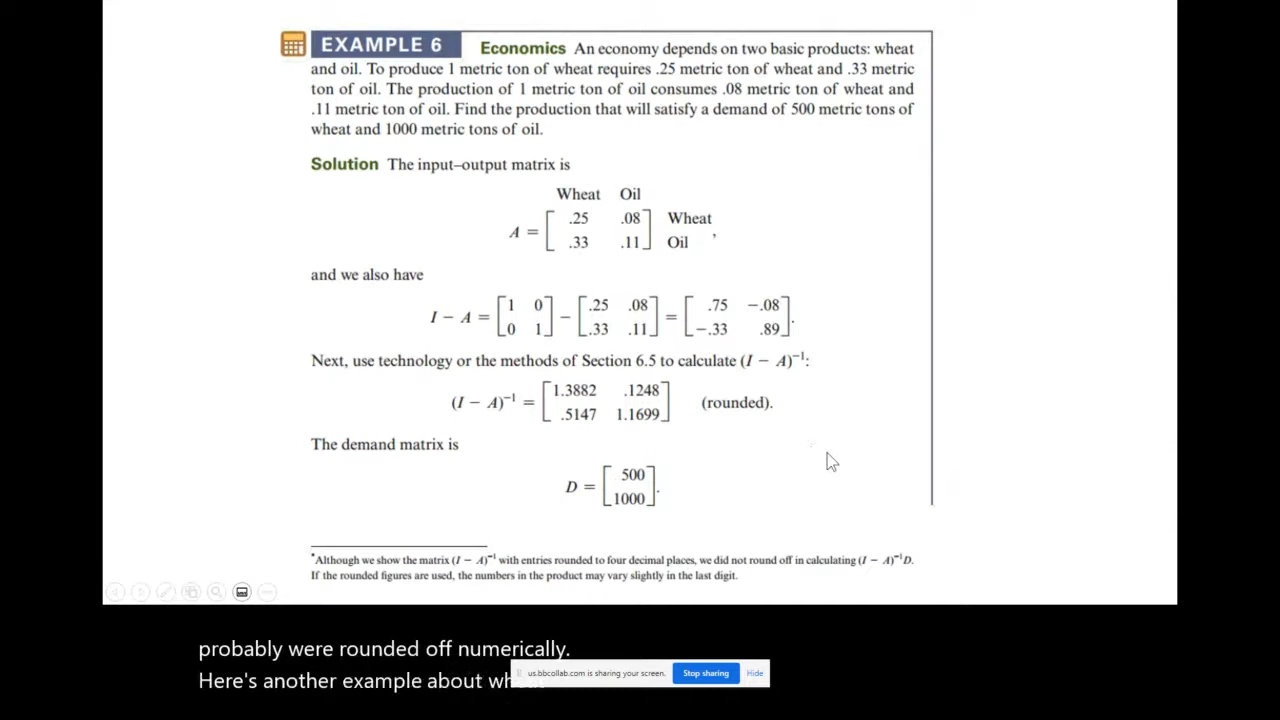 EXAMPLE 6 Economics An economy depends on two basic products: wheat
and oil. To produce 1 metric ton of wheat requires .25 metric ton of wheat and .33 metric
ton of oil. The production of 1 metric ton of oil consumes .08 metric ton of wheat and
.11 metric ton of oil. Find the production that will satisfy a demand of 500 metric tons of
wheat and 1000 metric tons of oil.
Solution The input–output matrix is
Wheat Oil
.25 .08 Wheat
A = [ ] ,
.33 .11 Oil
and we also have
1 0 .25 .08 .75 −.08
I − A = [ ] − [ ] = [ ].
0 1 .33 .11 −.33 .89
Next, use technology or the methods of Section 6.5 to calculate (I − A)⁻¹:
1.3882 .1248
(I − A)⁻¹ = [ ] (rounded).
.5147 1.1699
The demand matrix is
500
D = [ ].
1000
*Although we show the matrix (I − A)⁻¹ with entries rounded to four decimal places, we did not round off in calculating (I − A)⁻¹D.
If the rounded figures are used, the numbers in the product may vary slightly in the last digit.
probably were rounded off numerically.
Here's another example about
us.bbcollab.com is sharing your screen. Stop sharing Hide